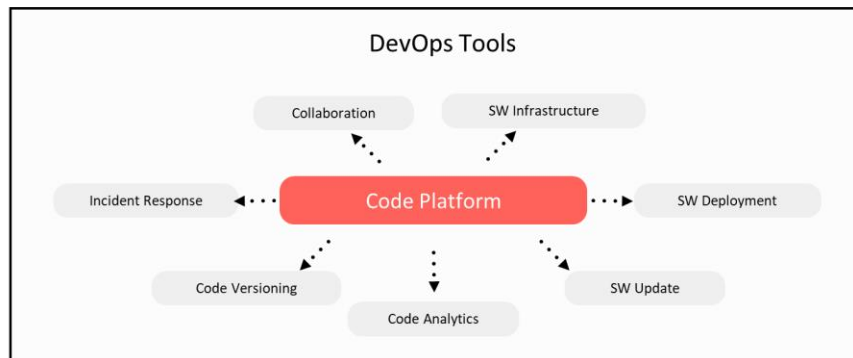 DevOps Tools
Collaboration
SW Infrastructure
Incident Response
Code Platform
SW Deployment
Code Versioning
SW Update
Code Analytics